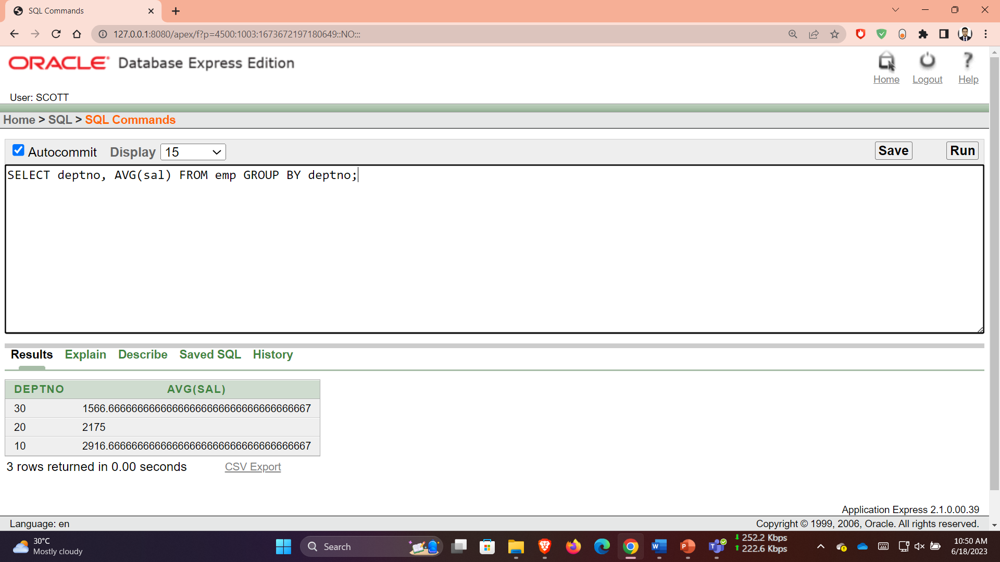 SQL Commands
127.0.0.1:8080/apex/f?p=4500:1003:1673672197180649::NO:::
ORACLE Database Express Edition
Home Logout Help
User: SCOTT
Home > SQL > SQL Commands
Autocommit Display 15 Save Run
SELECT deptno, AVG(sal) FROM emp GROUP BY deptno;
Results Explain Describe Saved SQL History
DEPTNO AVG(SAL)
30 1566.66666666666666666666666666666666667
20 2175
10 2916.66666666666666666666666666666666667
3 rows returned in 0.00 seconds CSV Export
Application Express 2.1.0.00.39
Language: en Copyright © 1999, 2006, Oracle. All rights reserved.
30°C
Mostly cloudy
Search
252.2 Kbps
222.6 Kbps
10:50 AM
6/18/2023